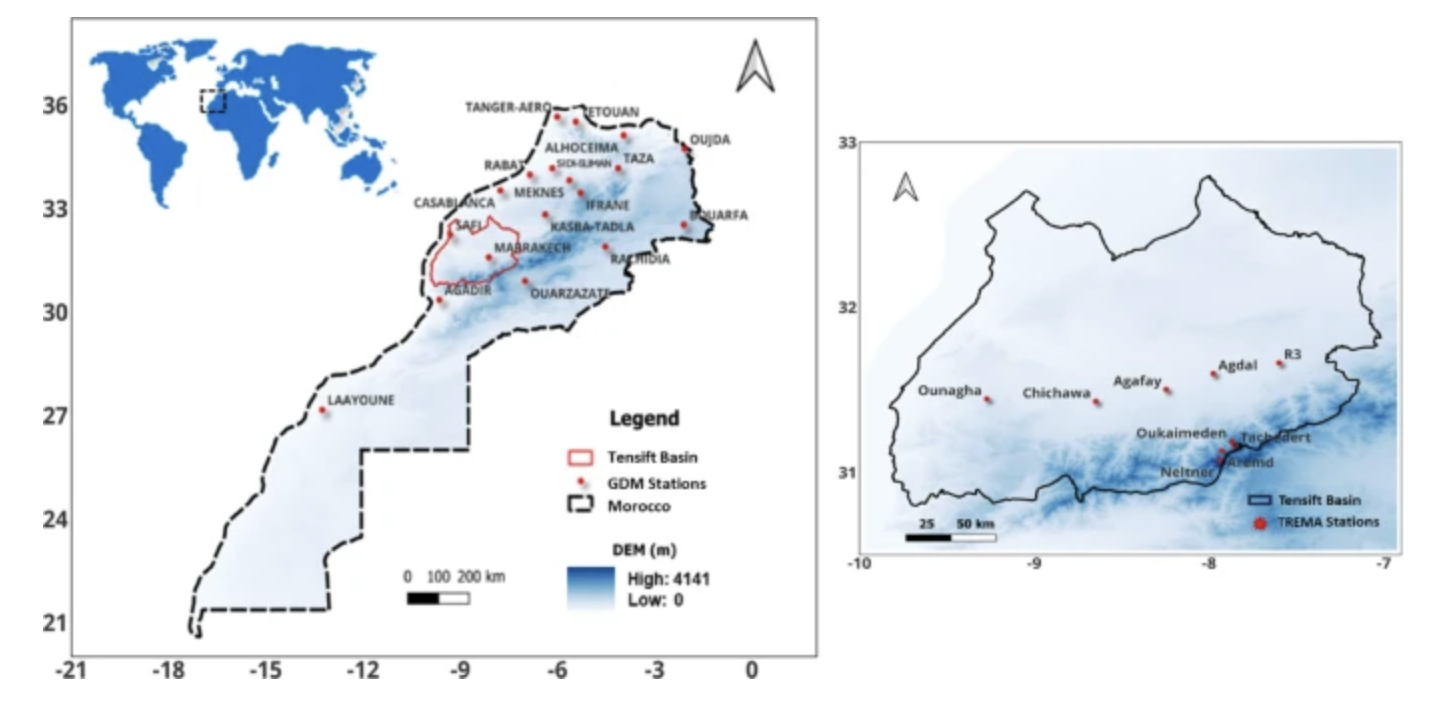 36
33
30
27
24
21
-21 -18 -15 -12 -9 -6 -3 0
TANGER-AERO
TETOUAN
ALHOCEIMA
OUJDA
RABAT
SIDI-SLIMAN
TAZA
CASABLANCA
MEKNES
IFRANE
SAFI
KASBA-TADLA
BOUARFA
MARRAKECH
RACHIDIA
AGADIR
OUARZAZATE
LAAYOUNE
Legend
Tensift Basin
GDM Stations
Morocco
DEM (m)
High: 4141
Low: 0
0 100 200 km
33
32
31
-10 -9 -8 -7
Ounagha
Chichawa
Agafay
Agdal
R3
Oukaimeden
Tachedert
Aremd
Neltner
Tensift Basin
TREMA Stations
25 50 km